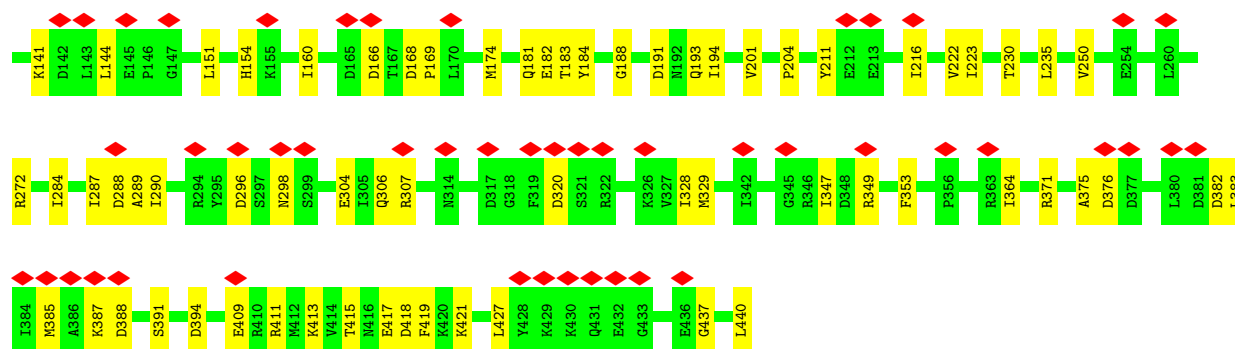 K141 D142 L143 L144 E145 P146 G147 L151 H154 K155 I160 D165 D166 T167 D168 P169 L170 M174 Q181 E182 T183 Y184 G188 D191 N192 Q193 I194 V201 P204 Y211 E212 E213 I216 V222 I223 T230 L235 V250 E254 L260
R272 I284 I287 D288 A289 I290 R294 Y295 D296 S297 N298 S299 E304 I305 Q306 R307 N314 D317 G318 F319 D320 S321 R322 K326 V327 I328 M329 I342 G345 R346 I347 D348 R349 F353 P356 R363 I364 R371 A375 D376 D377 L380 D381 D382
I384 M385 A386 K387 D388 S391 D394 E409 R410 R411 M412 K413 V414 T415 N416 E417 D418 F419 K420 K421 L427 Y428 K429 K430 Q431 E432 G433 E436 G437 L440